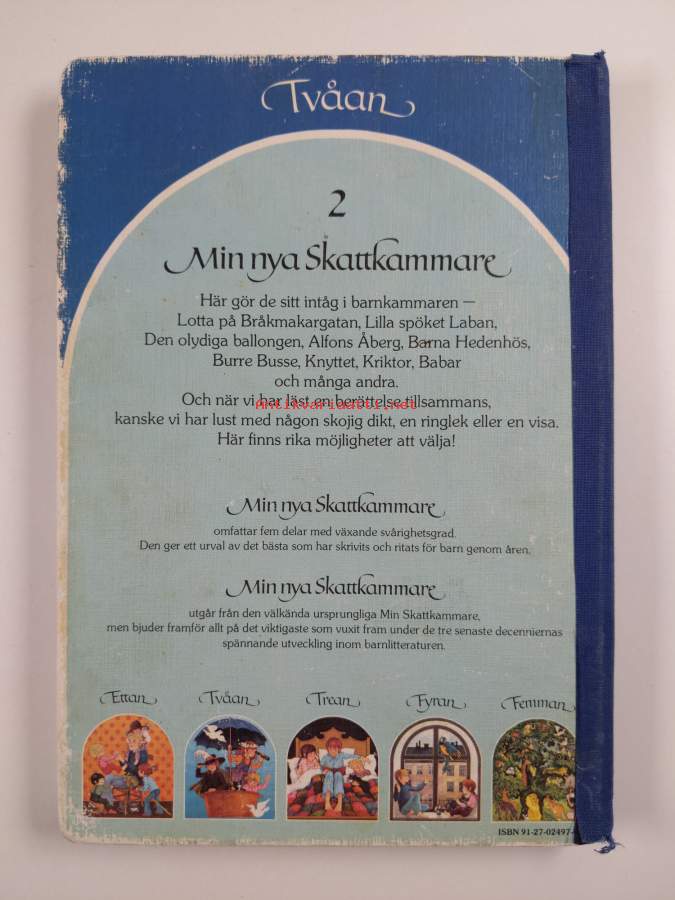 Tvåan
2
Min nya Skattkammare
Här gör de sitt intåg i barnkammaren —
Lotta på Bråkmakargatan, Lilla spöket Laban,
Den olydiga ballongen, Alfons Åberg, Barna Hedenhös,
Burre Busse, Knyttet, Kriktor, Babar
och många andra.
Och när vi har läst en berättelse tillsammans,
antikvariaatti.net
kanske vi har lust med någon skojig dikt, en ringlek eller en visa.
Här finns rika möjligheter att välja!
Min nya Skattkammare
omfattar fem delar med växande svårighetsgrad.
Den ger ett urval av det bästa som har skrivits och ritats för barn genom åren.
Min nya Skattkammare
utgår från den välkända ursprungliga Min Skattkammare,
men bjuder framför allt på det viktigaste som vuxit fram under de tre senaste decenniernas
spännande utveckling inom barnlitteraturen.
Ettan Tvåan Trean Fyran Femman
ISBN 91-27-02497-